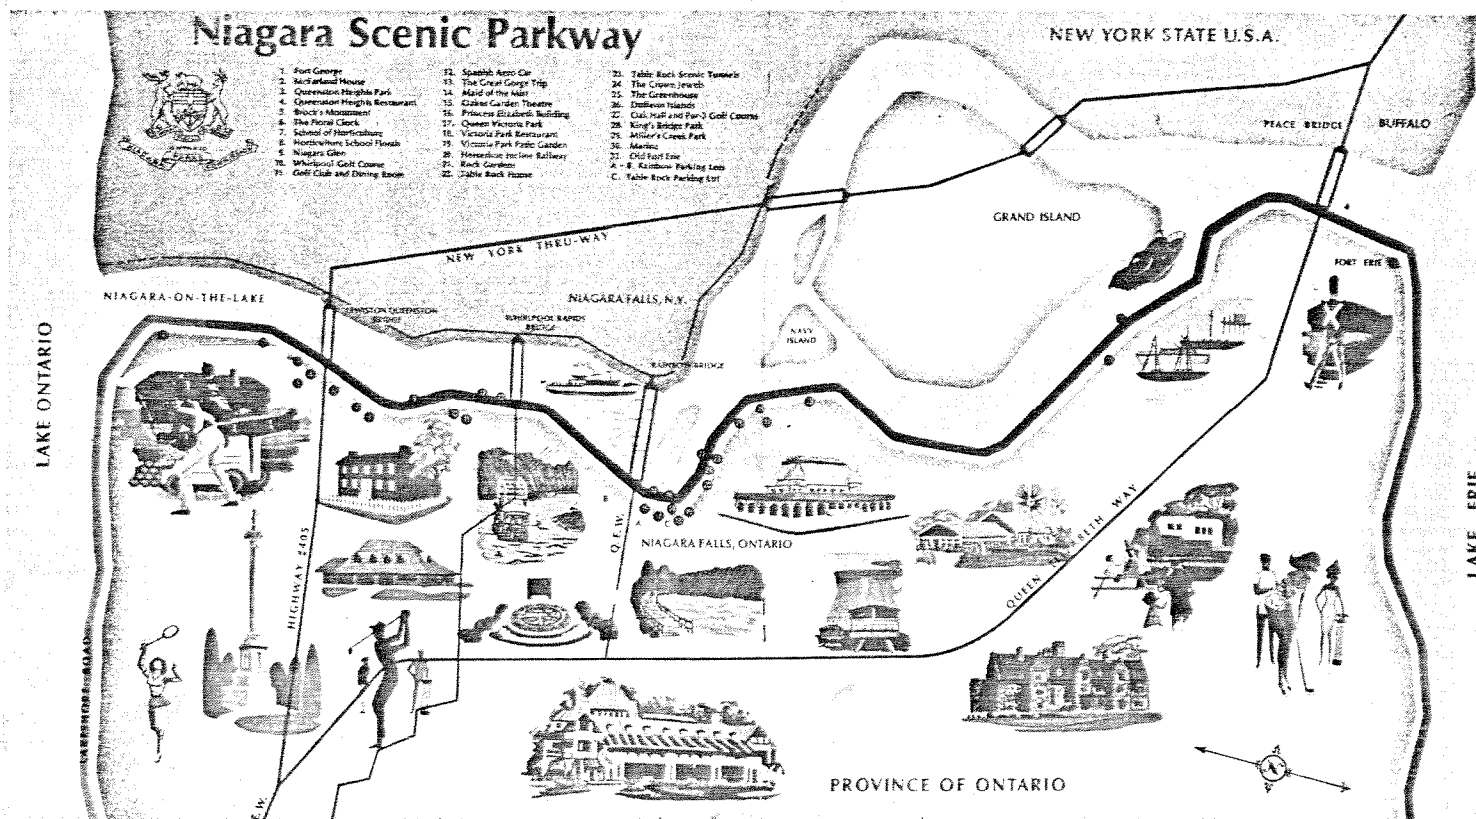 Niagara Scenic Parkway
NEW YORK STATE U.S.A.
1. Fort George
2. McFarland House
3. Queenston Heights Park
4. Queenston Heights Restaurant
5. Brock's Monument
6. The Floral Clock
7. School of Horticulture
8. Horticulture School Florals
9. Niagara Glen
10. Whirlpool Golf Course
11. Golf Club and Dining Room
12. Spanish Aero Car
13. The Great Gorge Trip
14. Maid of the Mist
15. Oakes Garden Theatre
16. Princess Elizabeth Building
17. Queen Victoria Park
18. Victoria Park Restaurant
19. Victoria Park Patio Garden
20. Horseshoe Incline Railway
21. Rock Gardens
22. Table Rock House
23. Table Rock Scenic Tunnels
24. The Crown Jewels
25. The Greenhouse
26. Dufferin Islands
27. Oak Hall and Par-3 Golf Course
28. King's Bridge Park
29. Miller's Creek Park
30. Marina
31. Old Fort Erie
A + B. Rainbow Parking Lots
C. Table Rock Parking Lot
PEACE BRIDGE
BUFFALO
GRAND ISLAND
NEW YORK THRU-WAY
FORT ERIE
NIAGARA-ON-THE-LAKE
NIAGARA FALLS, N.Y.
LEWISTON QUEENSTON
BRIDGE
WHIRLPOOL RAPIDS
BRIDGE
NAVY
ISLAND
RAINBOW BRIDGE
LAKE ONTARIO
LAKE ERIE
B
A
C
Q.E.W.
NIAGARA FALLS, ONTARIO
HIGHWAY #405
QUEEN ELIZABETH WAY
LAKESHORE ROAD
PROVINCE OF ONTARIO
N